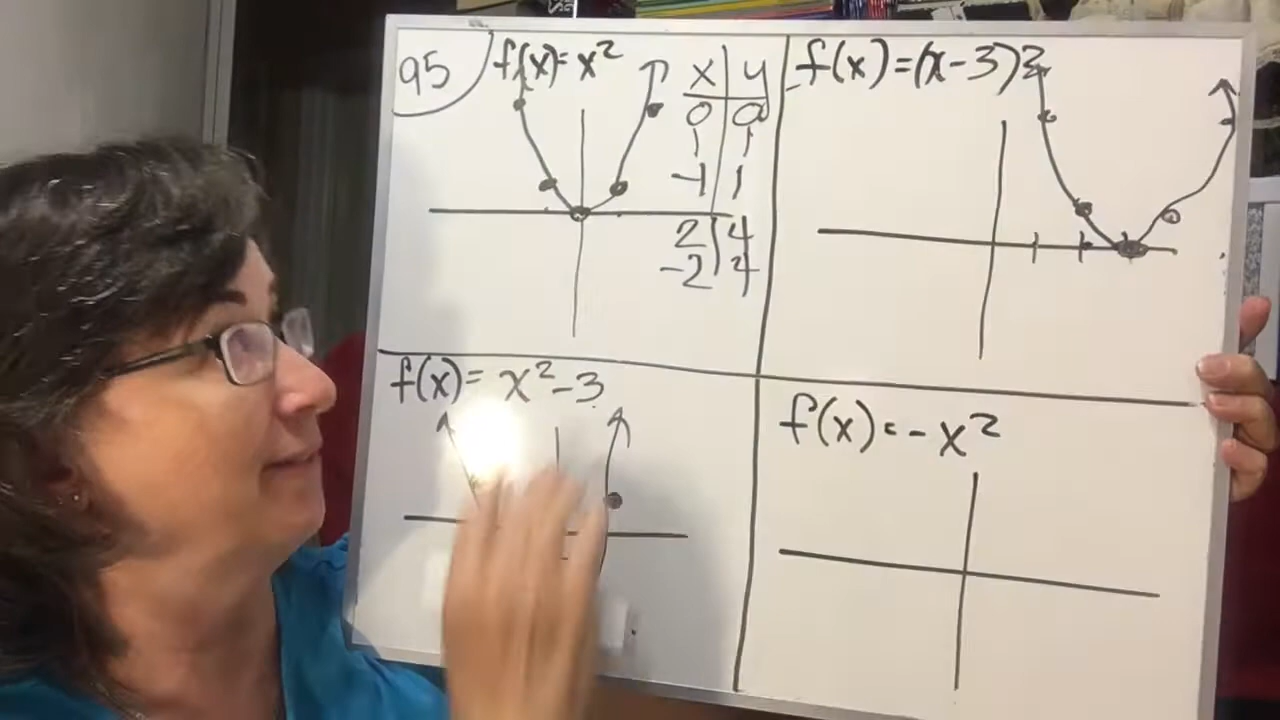 95
f(x)= x²
x | y
0 | 0
1 | 1
-1 | 1
2 | 4
-2 | 4
f(x)=(x-3)²
f(x)= x²-3
f(x)=-x²